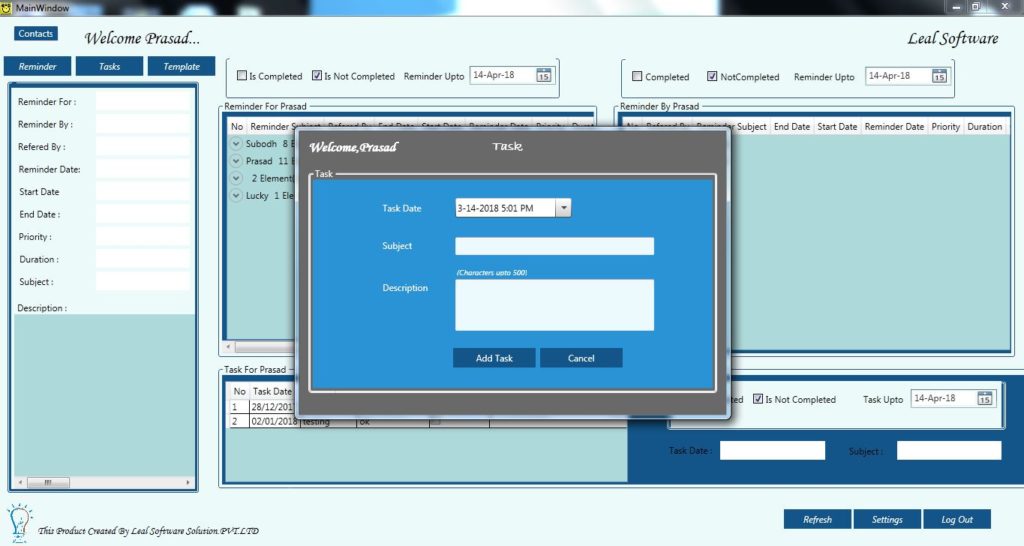 MainWindow
Contacts
Welcome Prasad...
Leal Software
Reminder Tasks Template
Is Completed Is Not Completed Reminder Upto 14-Apr-18 15
Completed NotCompleted Reminder Upto 14-Apr-18 15
Reminder For :
Reminder By :
Refered By :
Reminder Date:
Start Date
End Date :
Priority :
Duration :
Subject :
Description :
Reminder For Prasad
No Reminder Subject Refered By End Date Start Date Reminder Date Priority
Subodh 8 E
Prasad 11 E
2 Element(
Lucky 1 Ele
Reminder By Prasad
No Refered By Reminder Subject End Date Start Date Reminder Date Priority Duration
Welcome,Prasad Task
Task
Task Date 3-14-2018 5:01 PM
Subject
(Characters upto 500)
Description
Add Task Cancel
Task For Prasad
No Task Date
1 28/12/201
2 02/01/2018 testing ok
Is Not Completed Task Upto 14-Apr-18 15
Task Date : Subject :
This Product Created By Leal Software Solution.PVT.LTD
Refresh Settings Log Out